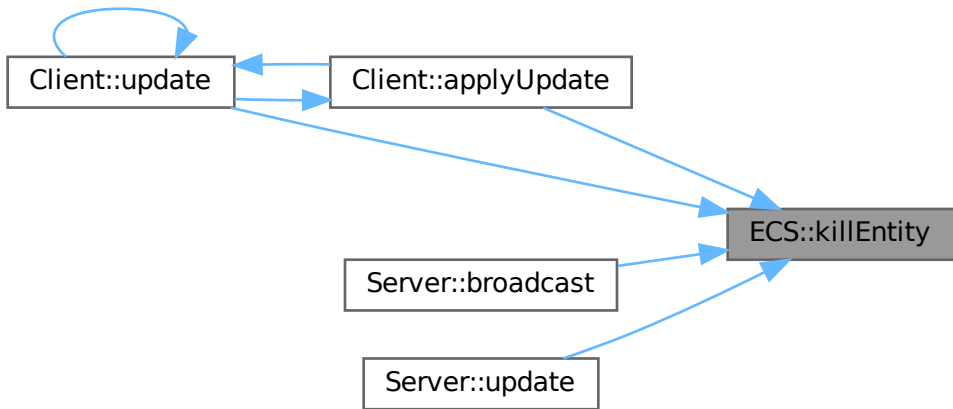 Client::update
Client::applyUpdate
ECS::killEntity
Server::broadcast
Server::update